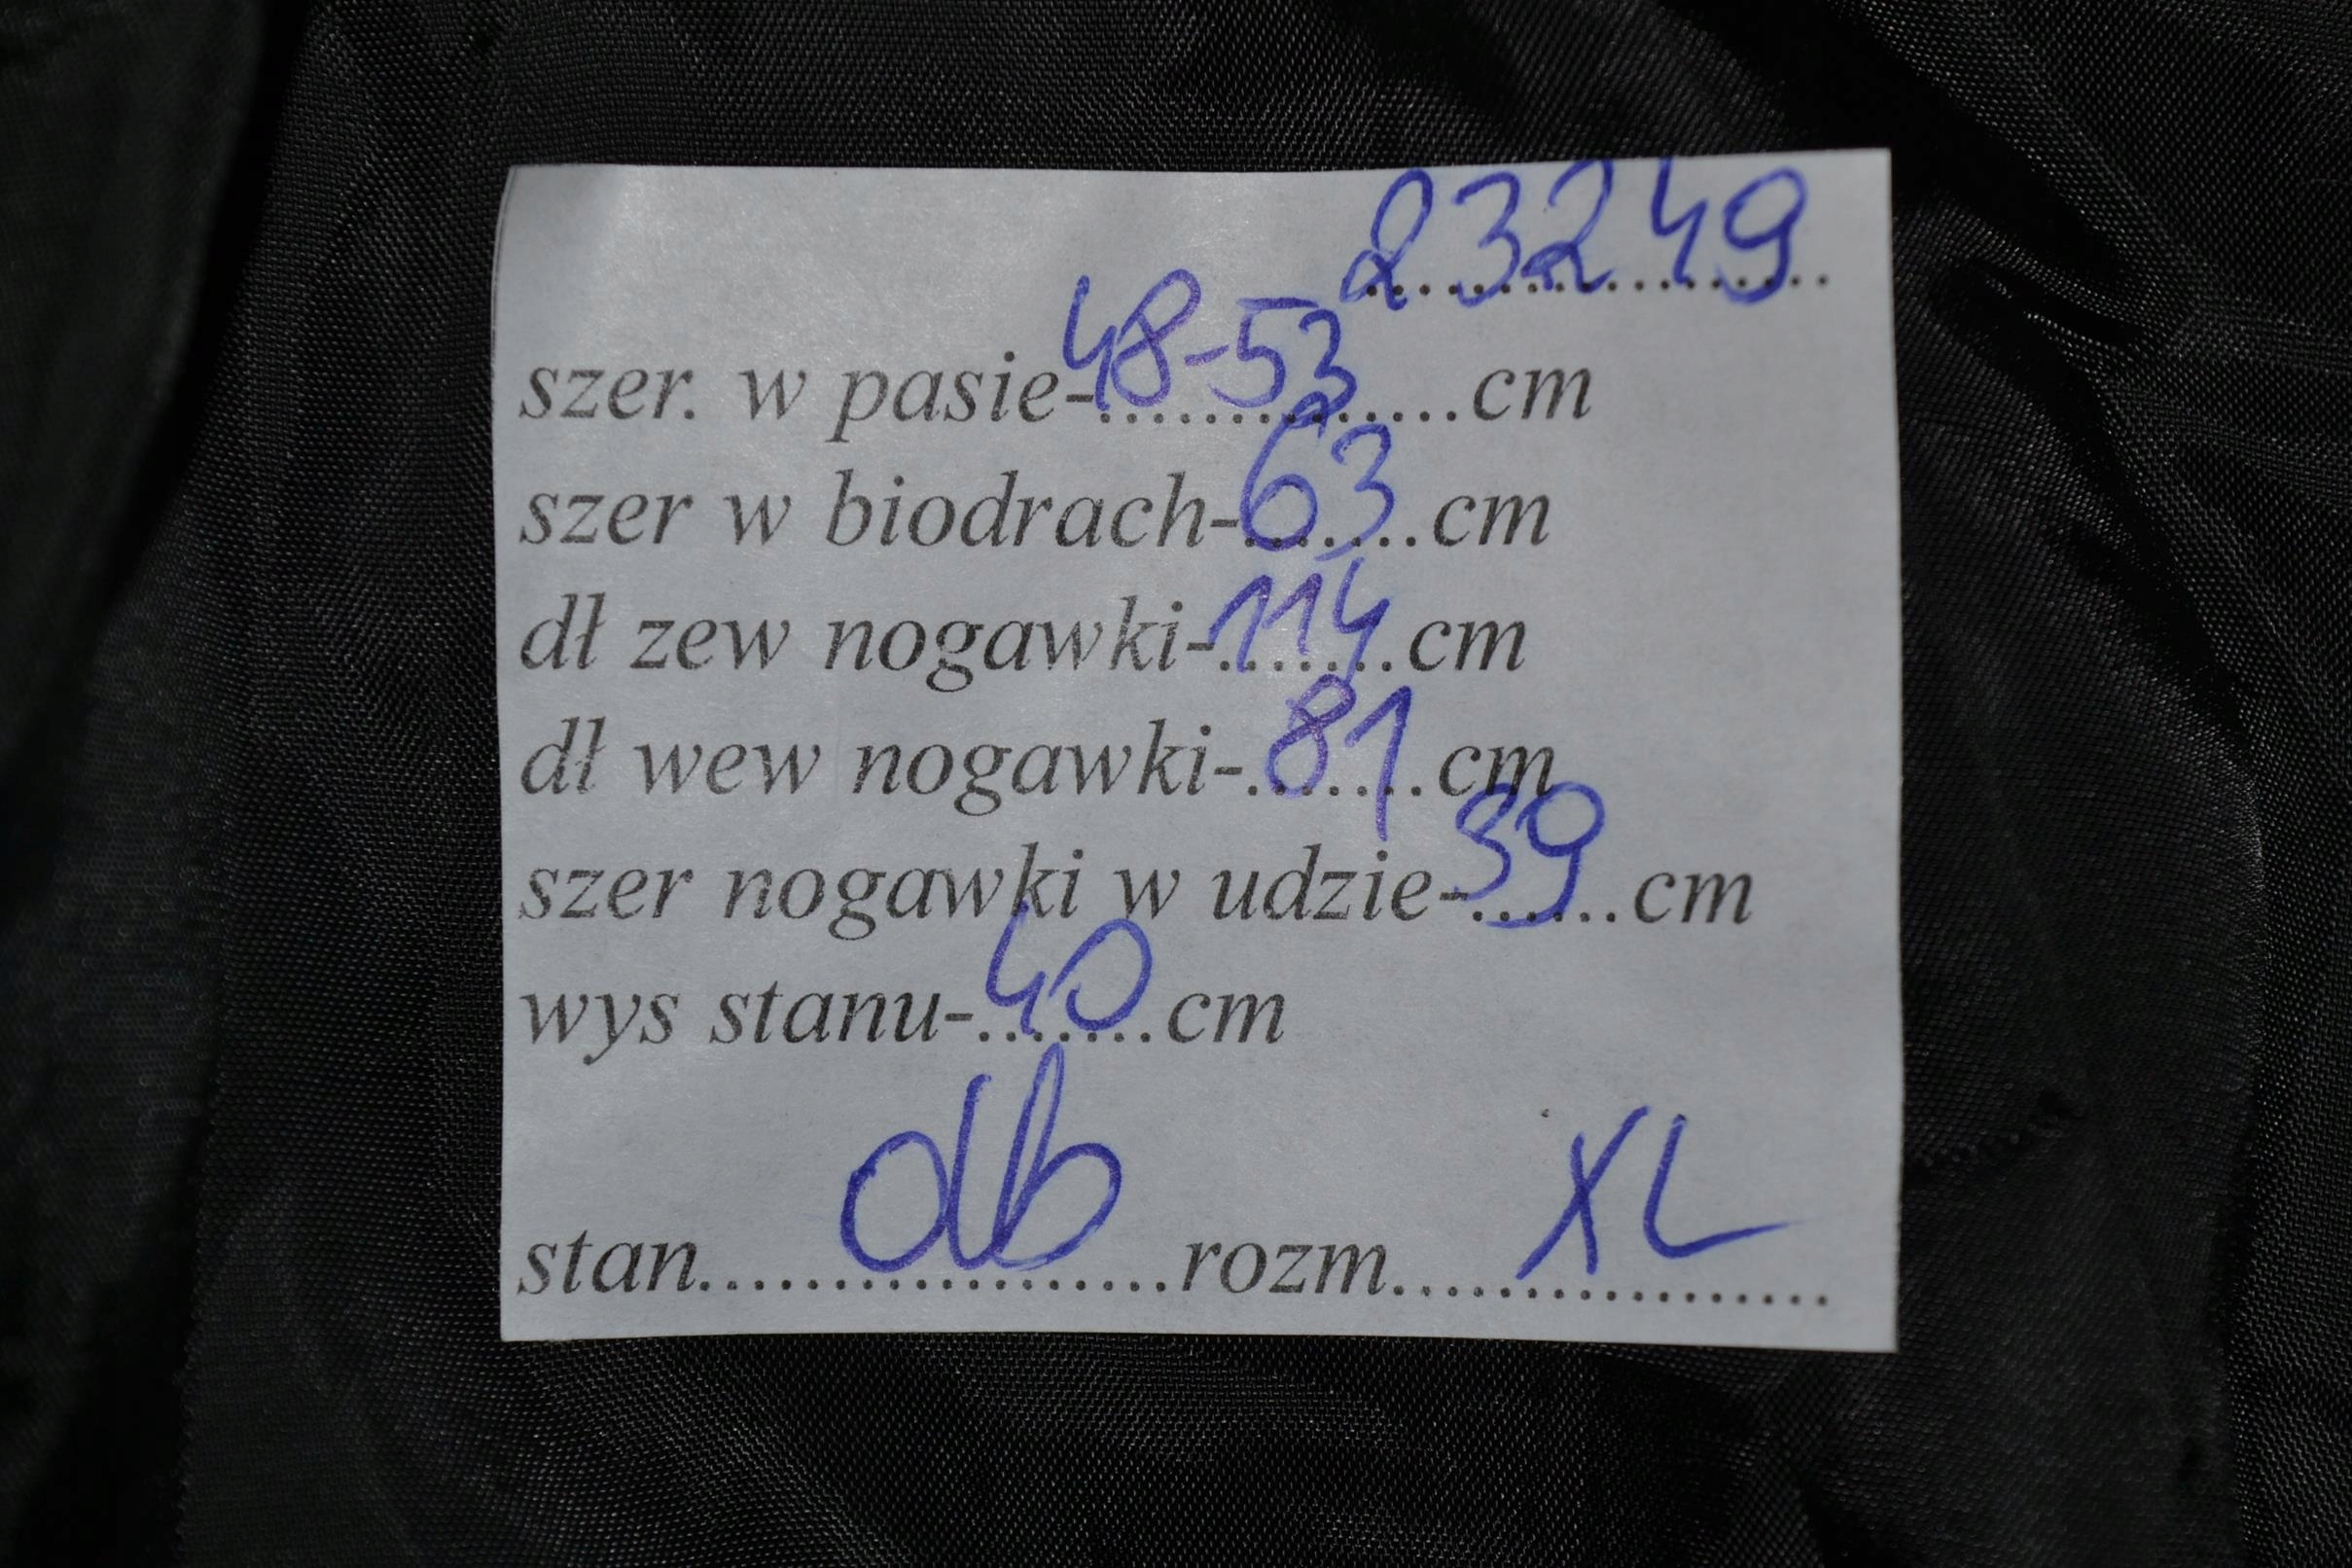 23249
szer. w pasie-48-53 cm
szer w biodrach-63 cm
dł zew nogawki-114 cm
dł wew nogawki-81 cm
szer nogawki w udzie-39 cm
wys stanu-40 cm
stan db rozm XL